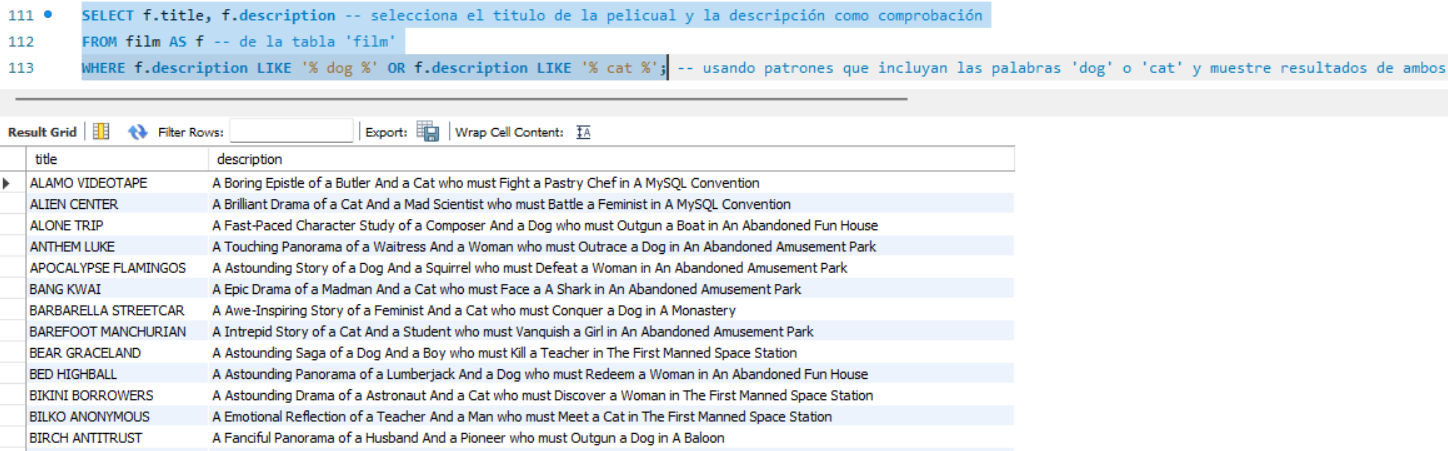 111 SELECT f.title, f.description -- selecciona el titulo de la pelicual y la descripción como comprobación
112 FROM film AS f -- de la tabla 'film'
113 WHERE f.description LIKE '% dog %' OR f.description LIKE '% cat %'; -- usando patrones que incluyan las palabras 'dog' o 'cat' y muestre resultados de ambos
Result Grid Filter Rows: Export: Wrap Cell Content: IA
title description
ALAMO VIDEOTAPE A Boring Epistle of a Butler And a Cat who must Fight a Pastry Chef in A MySQL Convention
ALIEN CENTER A Brilliant Drama of a Cat And a Mad Scientist who must Battle a Feminist in A MySQL Convention
ALONE TRIP A Fast-Paced Character Study of a Composer And a Dog who must Outgun a Boat in An Abandoned Fun House
ANTHEM LUKE A Touching Panorama of a Waitress And a Woman who must Outrace a Dog in An Abandoned Amusement Park
APOCALYPSE FLAMINGOS A Astounding Story of a Dog And a Squirrel who must Defeat a Woman in An Abandoned Amusement Park
BANG KWAI A Epic Drama of a Madman And a Cat who must Face a A Shark in An Abandoned Amusement Park
BARBARELLA STREETCAR A Awe-Inspiring Story of a Feminist And a Cat who must Conquer a Dog in A Monastery
BAREFOOT MANCHURIAN A Intrepid Story of a Cat And a Student who must Vanquish a Girl in An Abandoned Amusement Park
BEAR GRACELAND A Astounding Saga of a Dog And a Boy who must Kill a Teacher in The First Manned Space Station
BED HIGHBALL A Astounding Panorama of a Lumberjack And a Dog who must Redeem a Woman in An Abandoned Fun House
BIKINI BORROWERS A Astounding Drama of a Astronaut And a Cat who must Discover a Woman in The First Manned Space Station
BILKO ANONYMOUS A Emotional Reflection of a Teacher And a Man who must Meet a Cat in The First Manned Space Station
BIRCH ANTITRUST A Fanciful Panorama of a Husband And a Pioneer who must Outgun a Dog in A Baloon